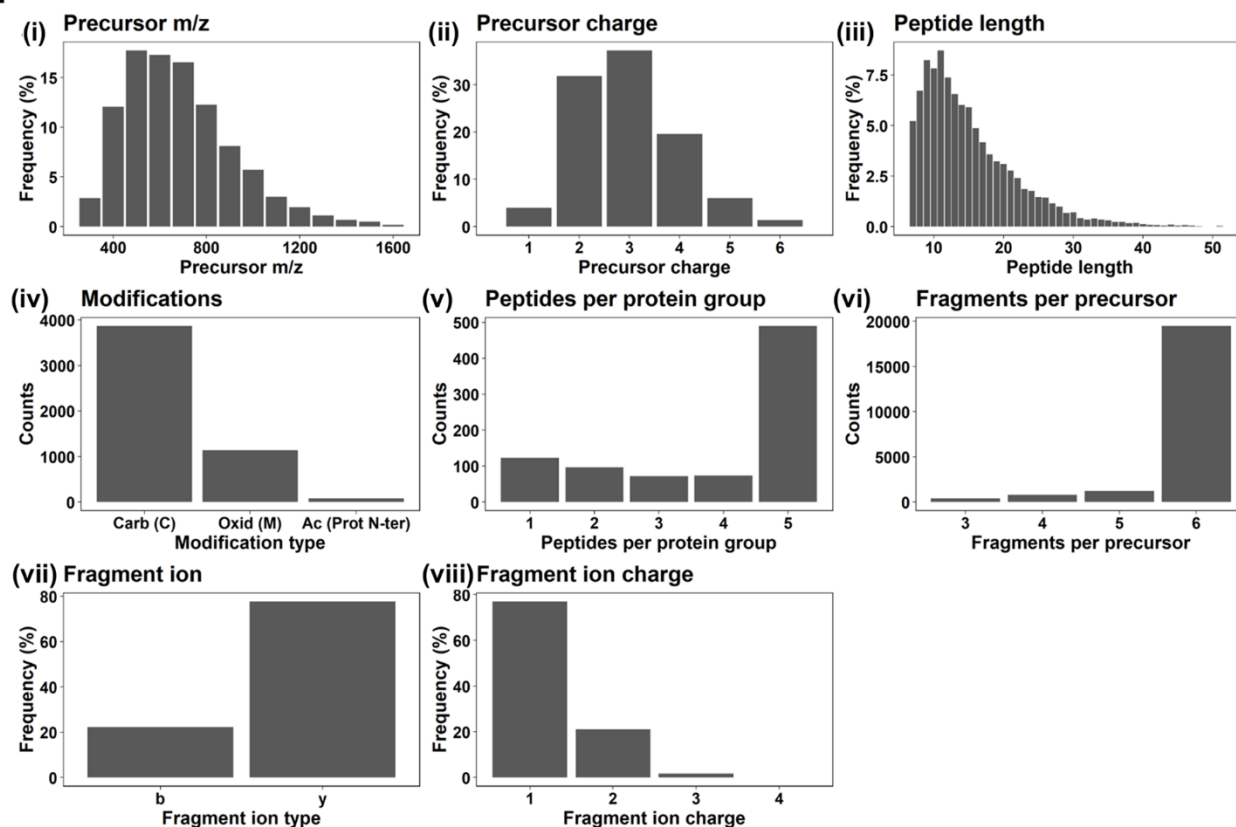 (i) Precursor m/z
Frequency (%)
15
10
5
0
400 800 1200 1600
Precursor m/z
(ii) Precursor charge
Frequency (%)
30
20
10
0
1 2 3 4 5 6
Precursor charge
(iii) Peptide length
Frequency (%)
7.5
5.0
2.5
0.0
10 20 30 40 50
Peptide length
(iv) Modifications
Counts
4000
3000
2000
1000
0
Carb (C) Oxid (M) Ac (Prot N-ter)
Modification type
(v) Peptides per protein group
Counts
500
400
300
200
100
0
1 2 3 4 5
Peptides per protein group
(vi) Fragments per precursor
Counts
20000
15000
10000
5000
0
3 4 5 6
Fragments per precursor
(vii) Fragment ion
Frequency (%)
80
60
40
20
0
b y
Fragment ion type
(viii) Fragment ion charge
Frequency (%)
80
60
40
20
0
1 2 3 4
Fragment ion charge